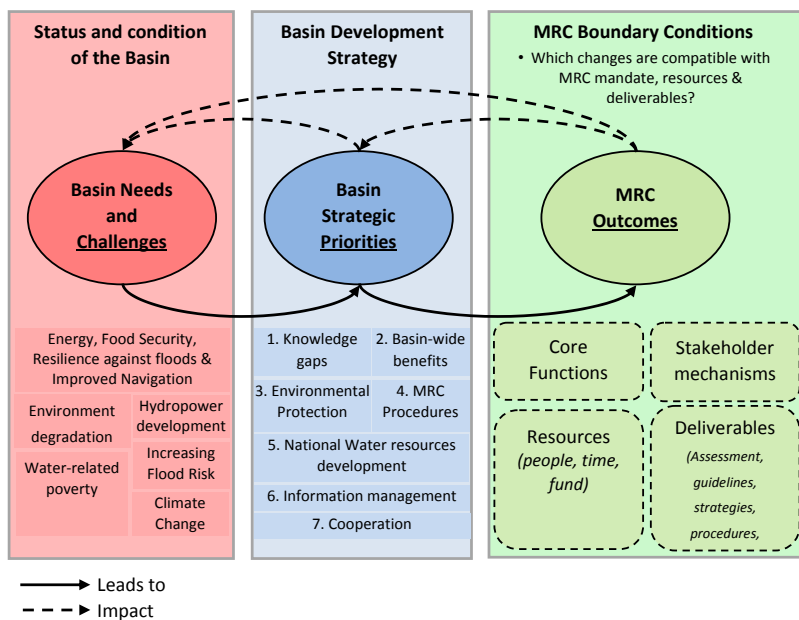 Status and condition
of the Basin
Basin Needs
and
Challenges
Energy, Food Security,
Resilience against floods &
Improved Navigation
Environment
degradation
Hydropower
development
Water-related
poverty
Increasing
Flood Risk
Climate
Change
Basin Development
Strategy
Basin
Strategic
Priorities
1. Knowledge
gaps
2. Basin-wide
benefits
3. Environmental
Protection
4. MRC
Procedures
5. National Water resources
development
6. Information management
7. Cooperation
MRC Boundary Conditions
• Which changes are compatible with
MRC mandate, resources &
deliverables?
MRC
Outcomes
Core
Functions
Stakeholder
mechanisms
Resources
(people, time,
fund)
Deliverables
(Assessment,
guidelines,
strategies,
procedures,
Leads to
Impact